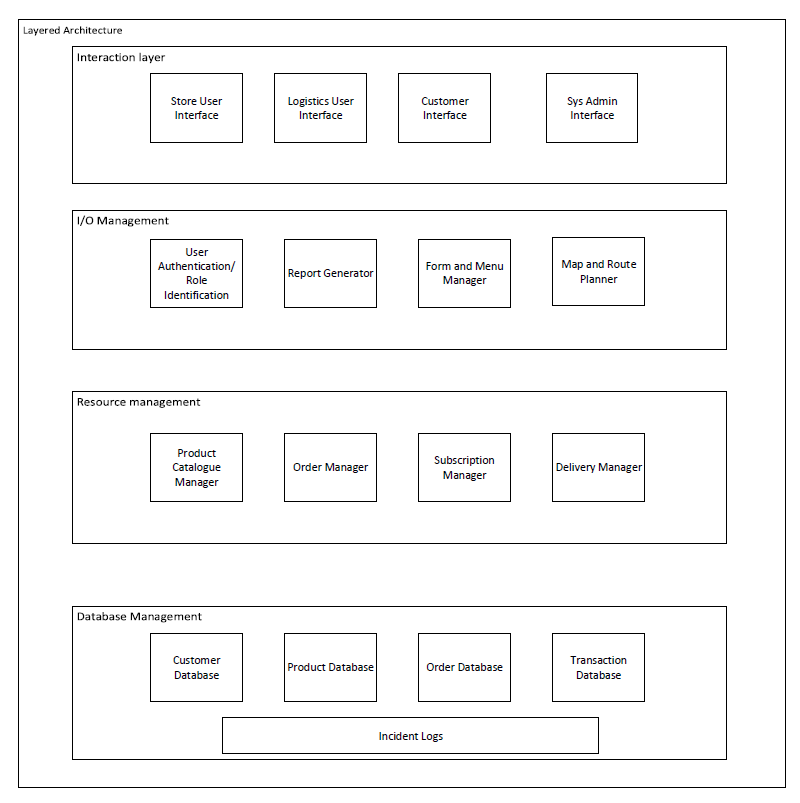 Layered Architecture
Interaction layer
Store User
Interface
Logistics User
Interface
Customer
Interface
Sys Admin
Interface
I/O Management
User
Authentication/
Role
Identification
Report Generator
Form and Menu
Manager
Map and Route
Planner
Resource management
Product
Catalogue
Manager
Order Manager
Subscription
Manager
Delivery Manager
Database Management
Customer
Database
Product Database
Order Database
Transaction
Database
Incident Logs